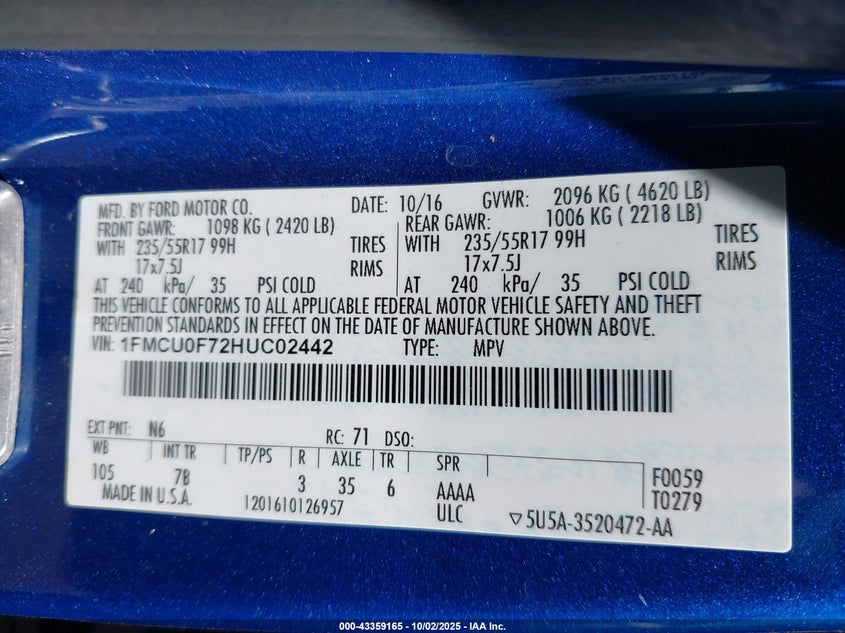 MFD. BY FORD MOTOR CO. DATE: 10/16 GVWR: 2096 KG ( 4620 LB)
FRONT GAWR: 1098 KG ( 2420 LB) REAR GAWR: 1006 KG ( 2218 LB)
WITH 235/55R17 99H TIRES WITH 235/55R17 99H TIRES
17x7.5J RIMS 17x7.5J RIMS
AT 240 kPa/ 35 PSI COLD AT 240 kPa/ 35 PSI COLD
THIS VEHICLE CONFORMS TO ALL APPLICABLE FEDERAL MOTOR VEHICLE SAFETY AND THEFT
PREVENTION STANDARDS IN EFFECT ON THE DATE OF MANUFACTURE SHOWN ABOVE.
VIN: 1FMCU0F72HUC02442 TYPE: MPV
EXT PNT: N6 RC: 71 DSO:
WB INT TR TP/PS R AXLE TR SPR
105 7B 3 35 6 AAAA F0059
MADE IN U.S.A. 1201610126957 ULC T0279
▽5U5A-3520472-AA
000-43359165 - 10/02/2025 - IAA Inc.